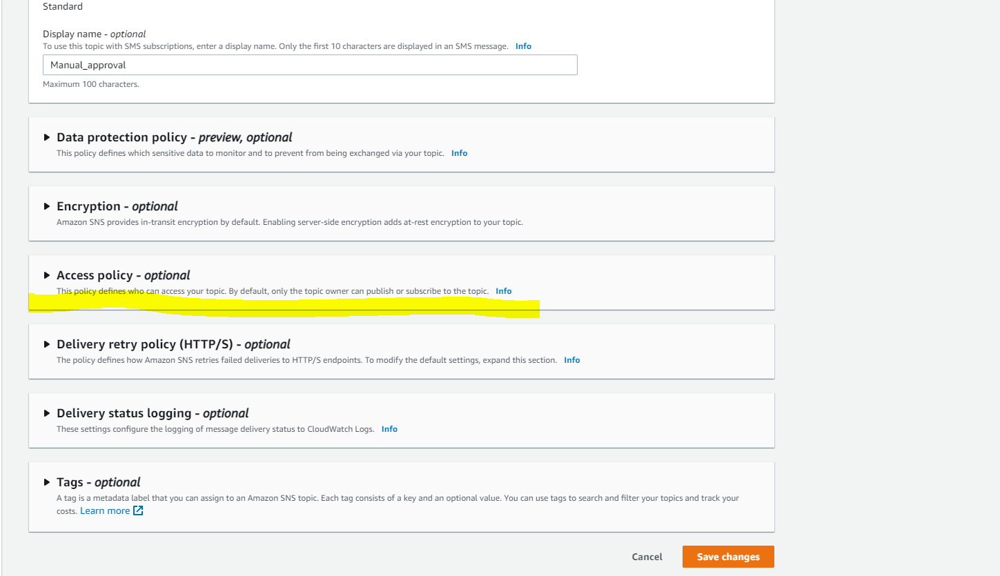 Standard
Display name - optional
To use this topic with SMS subscriptions, enter a display name. Only the first 10 characters are displayed in an SMS message. Info
Manual_approval
Maximum 100 characters.
Data protection policy - preview, optional
This policy defines which sensitive data to monitor and to prevent from being exchanged via your topic. Info
Encryption - optional
Amazon SNS provides in-transit encryption by default. Enabling server-side encryption adds at-rest encryption to your topic.
Access policy - optional
This policy defines who can access your topic. By default, only the topic owner can publish or subscribe to the topic. Info
Delivery retry policy (HTTP/S) - optional
The policy defines how Amazon SNS retries failed deliveries to HTTP/S endpoints. To modify the default settings, expand this section. Info
Delivery status logging - optional
These settings configure the logging of message delivery status to CloudWatch Logs. Info
Tags - optional
A tag is a metadata label that you can assign to an Amazon SNS topic. Each tag consists of a key and an optional value. You can use tags to search and filter your topics and track your
costs. Learn more
Cancel Save changes